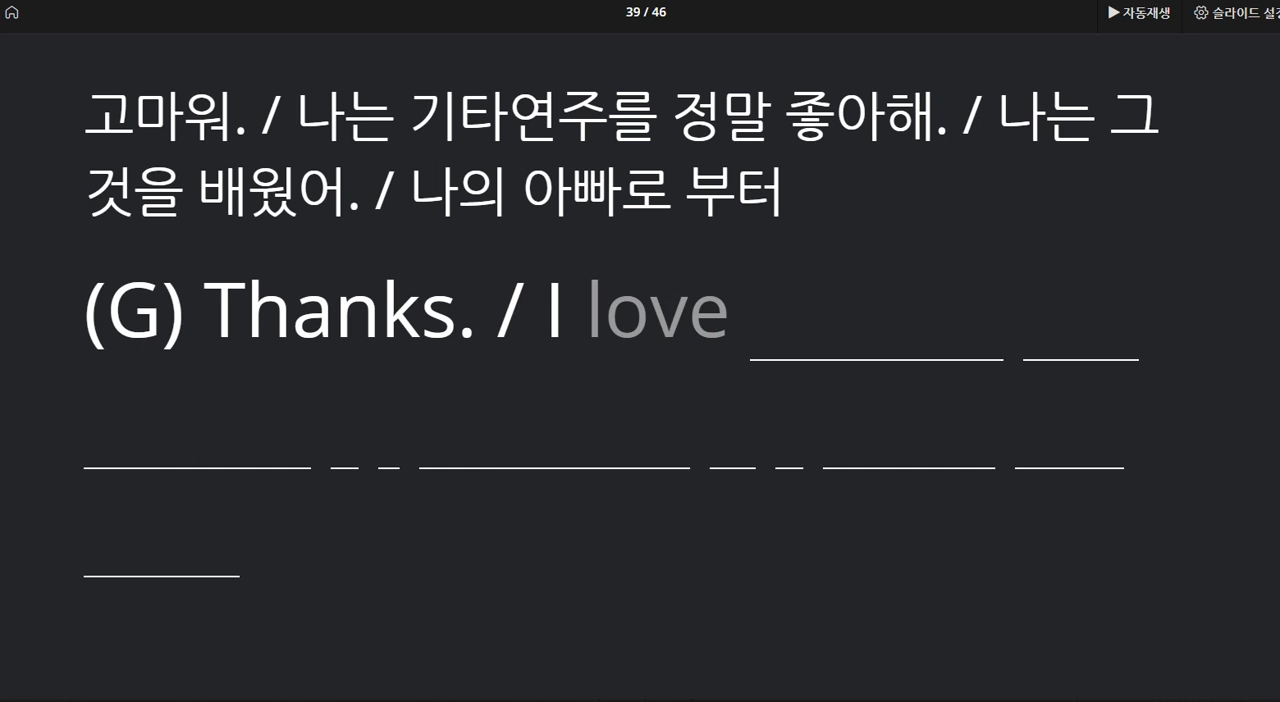 39 / 46
▶ 자동재생
슬라이드 설정
고마워. / 나는 기타연주를 정말 좋아해. / 나는 그
것을 배웠어. / 나의 아빠로 부터
(G) Thanks. / I love